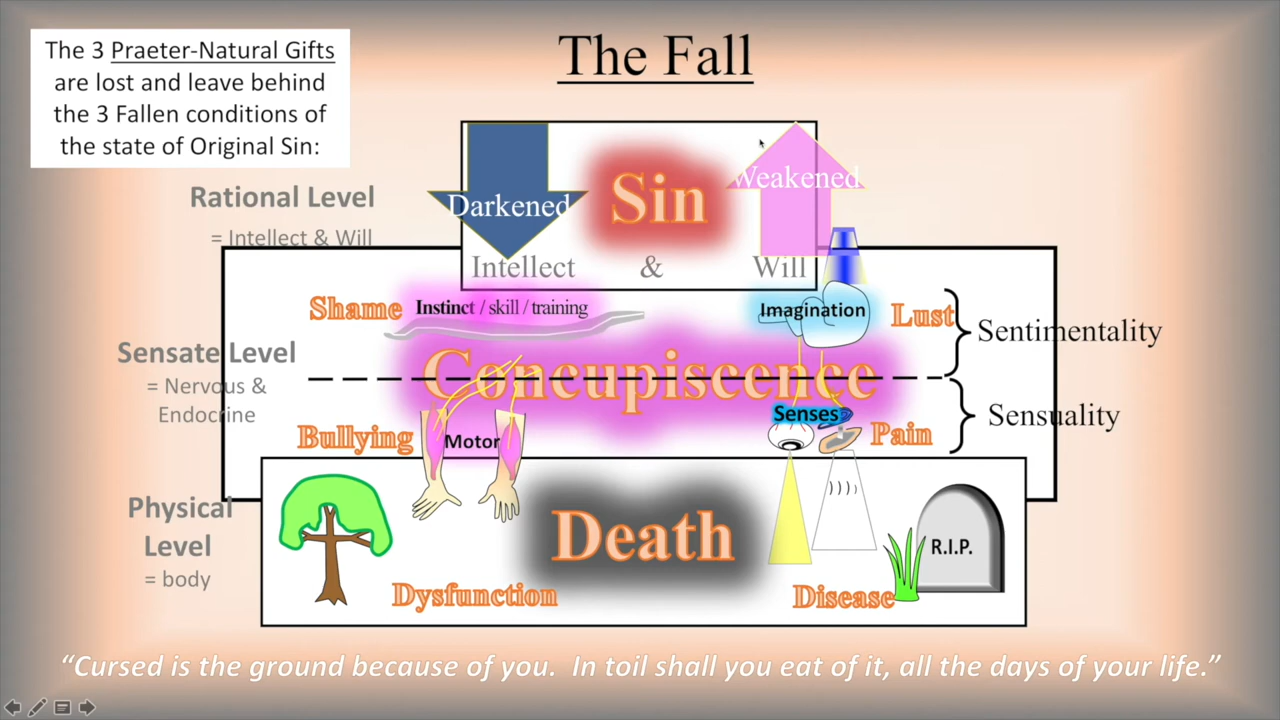 The Fall
The 3 Praeter-Natural Gifts
are lost and leave behind
the 3 Fallen conditions of
the state of Original Sin:
Rational Level
= Intellect & Will
Darkened
Sin
Weakened
Intellect & Will
Shame
Instinct / skill / training
Imagination
Lust
Sentimentality
Sensate Level
= Nervous &
Endocrine
Concupiscence
Bullying
Motor
Senses
Pain
Sensuality
Physical
Level
= body
Death
R.I.P.
Dysfunction
Disease
“Cursed is the ground because of you. In toil shall you eat of it, all the days of your life.”